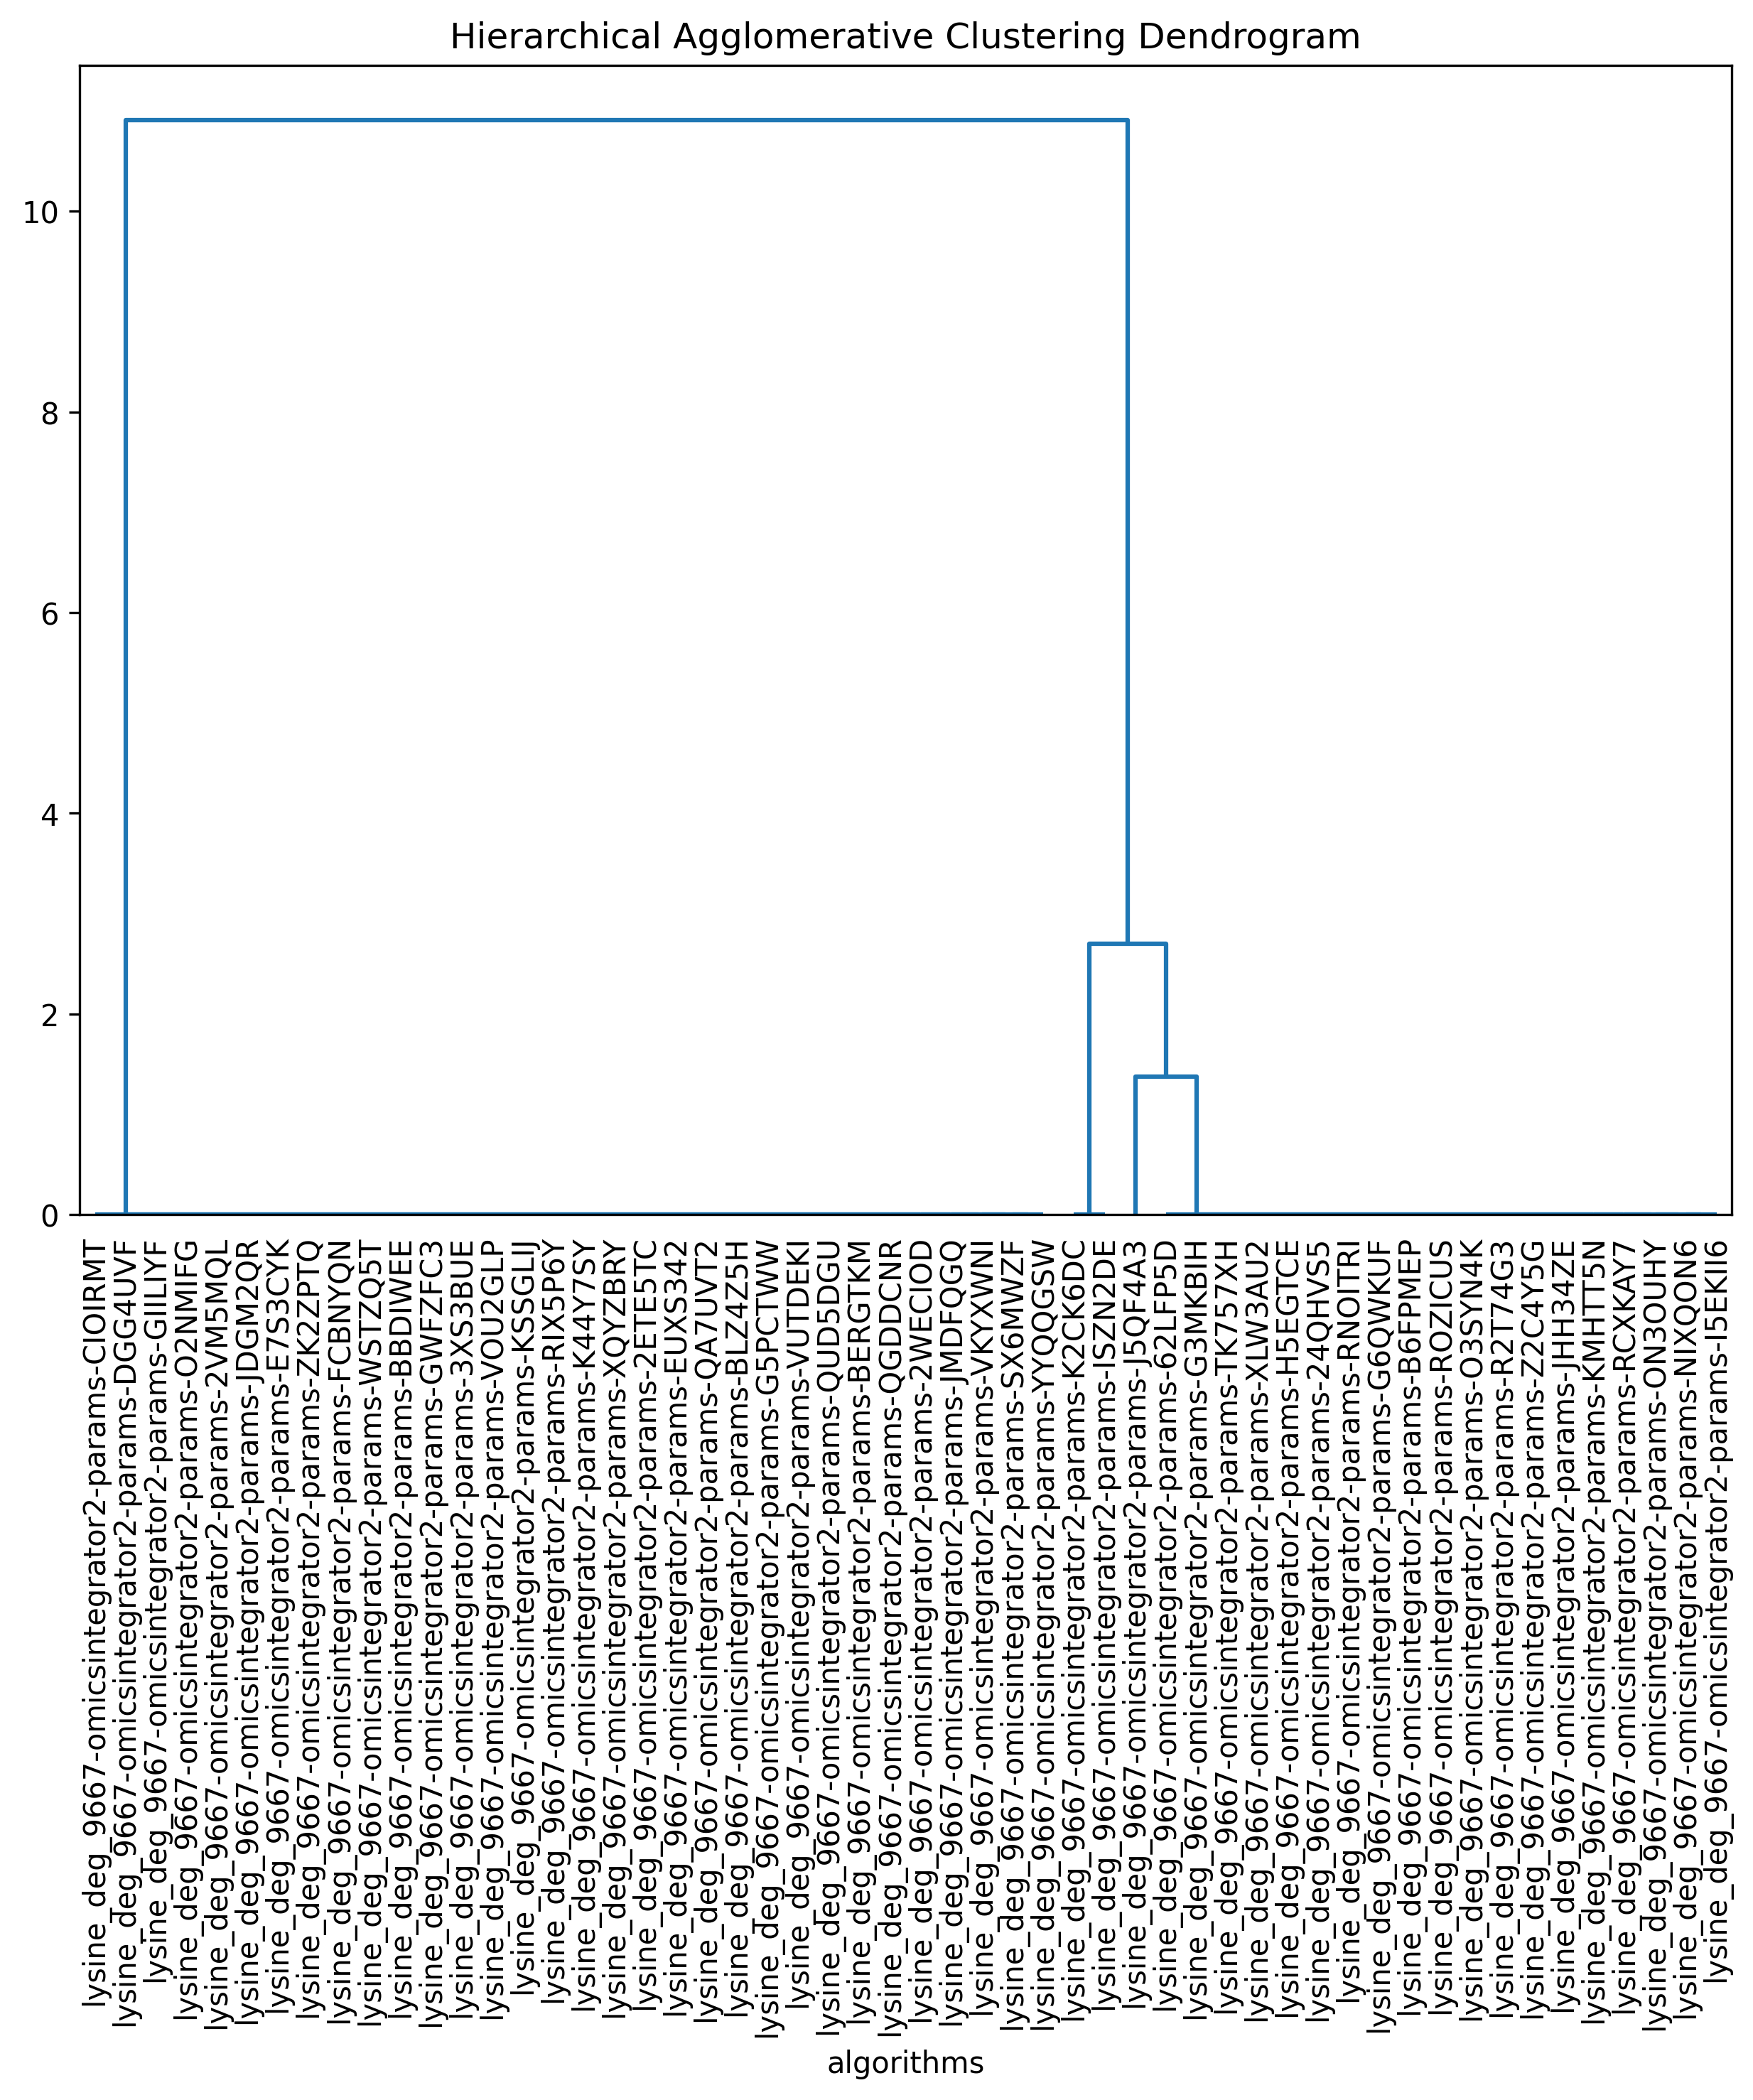 Hierarchical Agglomerative Clustering Dendrogram
10
8
6
4
2
0
lysine_deg_9667-omicsintegrator2-params-CIOIRMT
lysine_deg_9667-omicsintegrator2-params-DGG4UVF
lysine_deg_9667-omicsintegrator2-params-GIILIYF
lysine_deg_9667-omicsintegrator2-params-O2NMIFG
lysine_deg_9667-omicsintegrator2-params-2VM5MQL
lysine_deg_9667-omicsintegrator2-params-JDGM2QR
lysine_deg_9667-omicsintegrator2-params-E7S3CYK
lysine_deg_9667-omicsintegrator2-params-ZK2ZPTQ
lysine_deg_9667-omicsintegrator2-params-FCBNYQN
lysine_deg_9667-omicsintegrator2-params-WSTZQ5T
lysine_deg_9667-omicsintegrator2-params-BBDIWEE
lysine_deg_9667-omicsintegrator2-params-GWFZFC3
lysine_deg_9667-omicsintegrator2-params-3XS3BUE
lysine_deg_9667-omicsintegrator2-params-VOU2GLP
lysine_deg_9667-omicsintegrator2-params-KSSGLIJ
lysine_deg_9667-omicsintegrator2-params-RIX5P6Y
lysine_deg_9667-omicsintegrator2-params-K44Y7SY
lysine_deg_9667-omicsintegrator2-params-XQYZBRY
lysine_deg_9667-omicsintegrator2-params-2ETE5TC
lysine_deg_9667-omicsintegrator2-params-EUXS342
lysine_deg_9667-omicsintegrator2-params-QA7UVT2
lysine_deg_9667-omicsintegrator2-params-BLZ4Z5H
lysine_deg_9667-omicsintegrator2-params-G5PCTWW
lysine_deg_9667-omicsintegrator2-params-VUTDEKI
lysine_deg_9667-omicsintegrator2-params-QUD5DGU
lysine_deg_9667-omicsintegrator2-params-BERGTKM
lysine_deg_9667-omicsintegrator2-params-QGDDCNR
lysine_deg_9667-omicsintegrator2-params-2WECIOD
lysine_deg_9667-omicsintegrator2-params-JMDFQGQ
lysine_deg_9667-omicsintegrator2-params-VKYXWNI
lysine_deg_9667-omicsintegrator2-params-SX6MWZF
lysine_deg_9667-omicsintegrator2-params-YYQQGSW
lysine_deg_9667-omicsintegrator2-params-K2CK6DC
lysine_deg_9667-omicsintegrator2-params-ISZN2DE
lysine_deg_9667-omicsintegrator2-params-J5QF4A3
lysine_deg_9667-omicsintegrator2-params-62LFP5D
lysine_deg_9667-omicsintegrator2-params-G3MKBIH
lysine_deg_9667-omicsintegrator2-params-TK757XH
lysine_deg_9667-omicsintegrator2-params-XLW3AU2
lysine_deg_9667-omicsintegrator2-params-H5EGTCE
lysine_deg_9667-omicsintegrator2-params-24QHVS5
lysine_deg_9667-omicsintegrator2-params-RNOITRI
lysine_deg_9667-omicsintegrator2-params-G6QWKUF
lysine_deg_9667-omicsintegrator2-params-B6FPMEP
lysine_deg_9667-omicsintegrator2-params-ROZICUS
lysine_deg_9667-omicsintegrator2-params-O3SYN4K
lysine_deg_9667-omicsintegrator2-params-R2T74G3
lysine_deg_9667-omicsintegrator2-params-Z2C4Y5G
lysine_deg_9667-omicsintegrator2-params-JHH34ZE
lysine_deg_9667-omicsintegrator2-params-KMHTT5N
lysine_deg_9667-omicsintegrator2-params-RCXKAY7
lysine_deg_9667-omicsintegrator2-params-ON3OUHY
lysine_deg_9667-omicsintegrator2-params-NIXQON6
lysine_deg_9667-omicsintegrator2-params-I5EKII6
algorithms